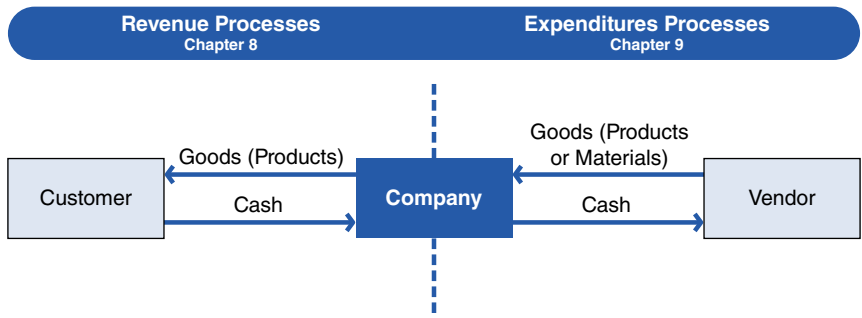 Revenue Processes
Chapter 8
Expenditures Processes
Chapter 9
Goods (Products)
Goods (Products
or Materials)
Customer
Company
Vendor
Cash
Cash